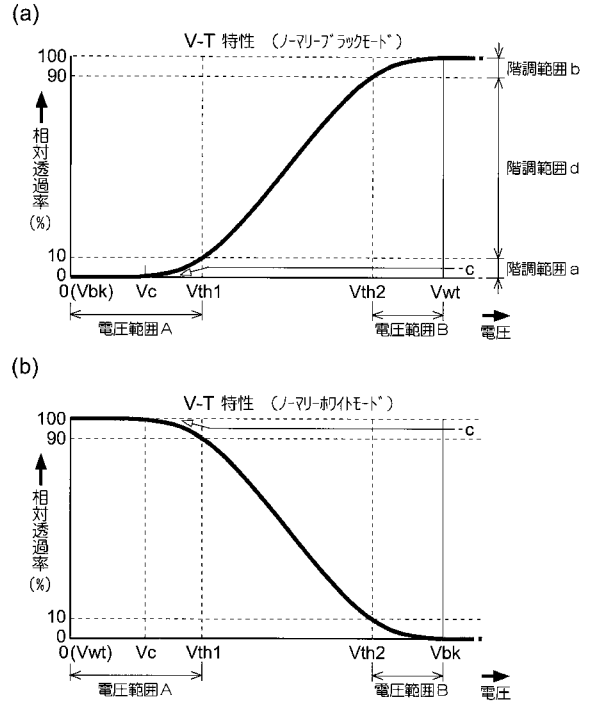 (a)
V-T 特性 (ノーマリーブラックモード)
100
90
階調範囲b
相対透過率
(%)
階調範囲d
10
0
c
階調範囲a
0(Vbk) Vc Vth1 Vth2 Vwt
電圧範囲A 電圧範囲B 電圧
(b)
V-T 特性 (ノーマリーホワイトモード)
100
90
c
相対透過率
(%)
10
0
0(Vwt) Vc Vth1 Vth2 Vbk
電圧範囲A 電圧範囲B 電圧